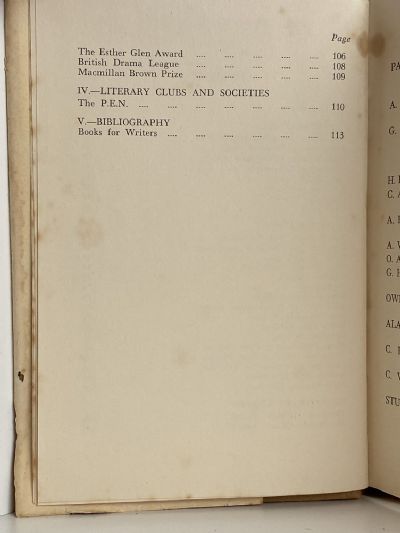 Page
The Esther Glen Award .... .... .... .... .... 106
British Drama League .... .... .... .... .... 108
Macmillan Brown Prize .... .... .... .... .... 109
IV.—LITERARY CLUBS AND SOCIETIES
The P.E.N. .... .... .... .... .... .... 110
V.—BIBLIOGRAPHY
Books for Writers .... .... .... .... .... 113
A.
G.
C.
A.
O.
G.
C.
C.